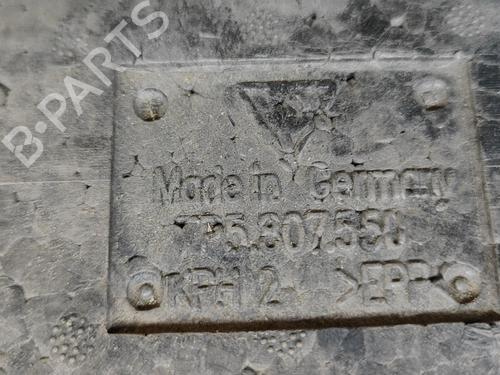 B-PARTS
Made in Germany
7P5.807.550
KPH 2- >EPP<